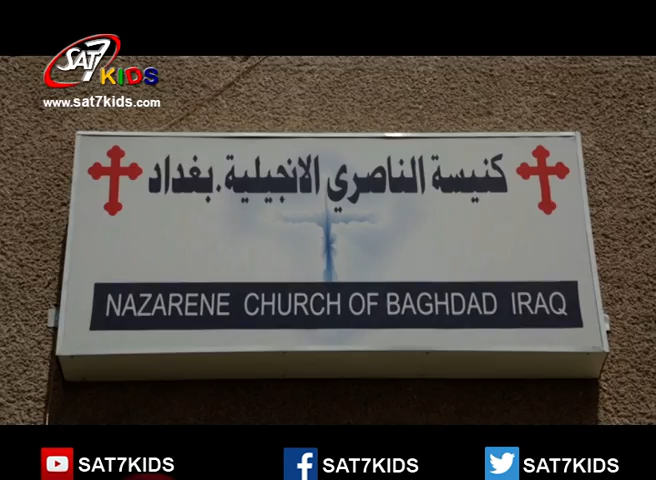 SAT7
KIDS
www.sat7kids.com
كنيسة الناصري الانجيلية.بغداد
NAZARENE CHURCH OF BAGHDAD IRAQ
SAT7KIDS SAT7KIDS SAT7KIDS